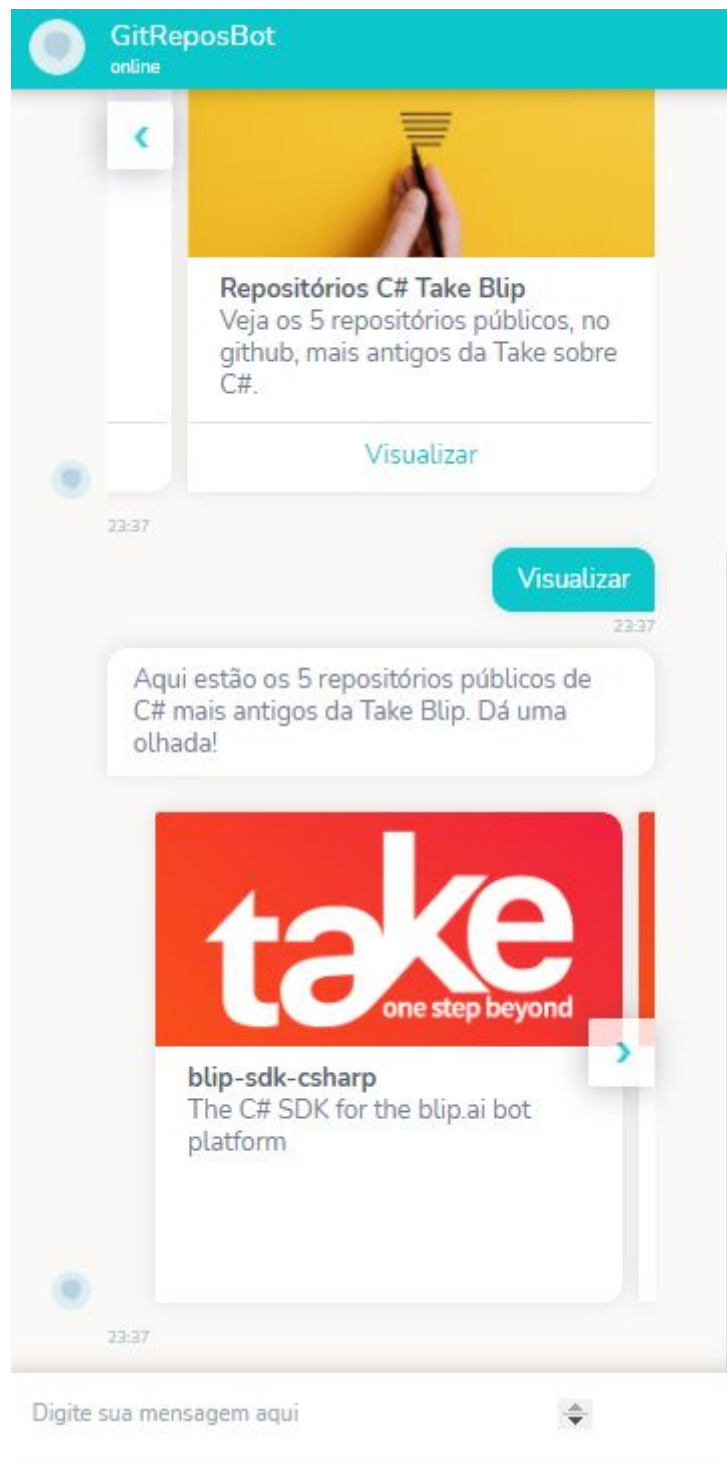 GitReposBot
online
Repositórios C# Take Blip
Veja os 5 repositórios públicos, no
github, mais antigos da Take sobre
C#.
Visualizar
23:37
Visualizar
23:37
Aqui estão os 5 repositórios públicos de
C# mais antigos da Take Blip. Dá uma
olhada!
take
one step beyond
blip-sdk-csharp
The C# SDK for the blip.ai bot
platform
23:37
Digite sua mensagem aqui